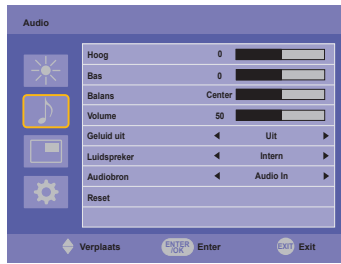 Audio
Hoog 0
Bas 0
Balans Center
Volume 50
Geluid uit Uit
Luidspreker Intern
Audiobron Audio In
Reset
Verplaats ENTER /OK Enter EXIT Exit